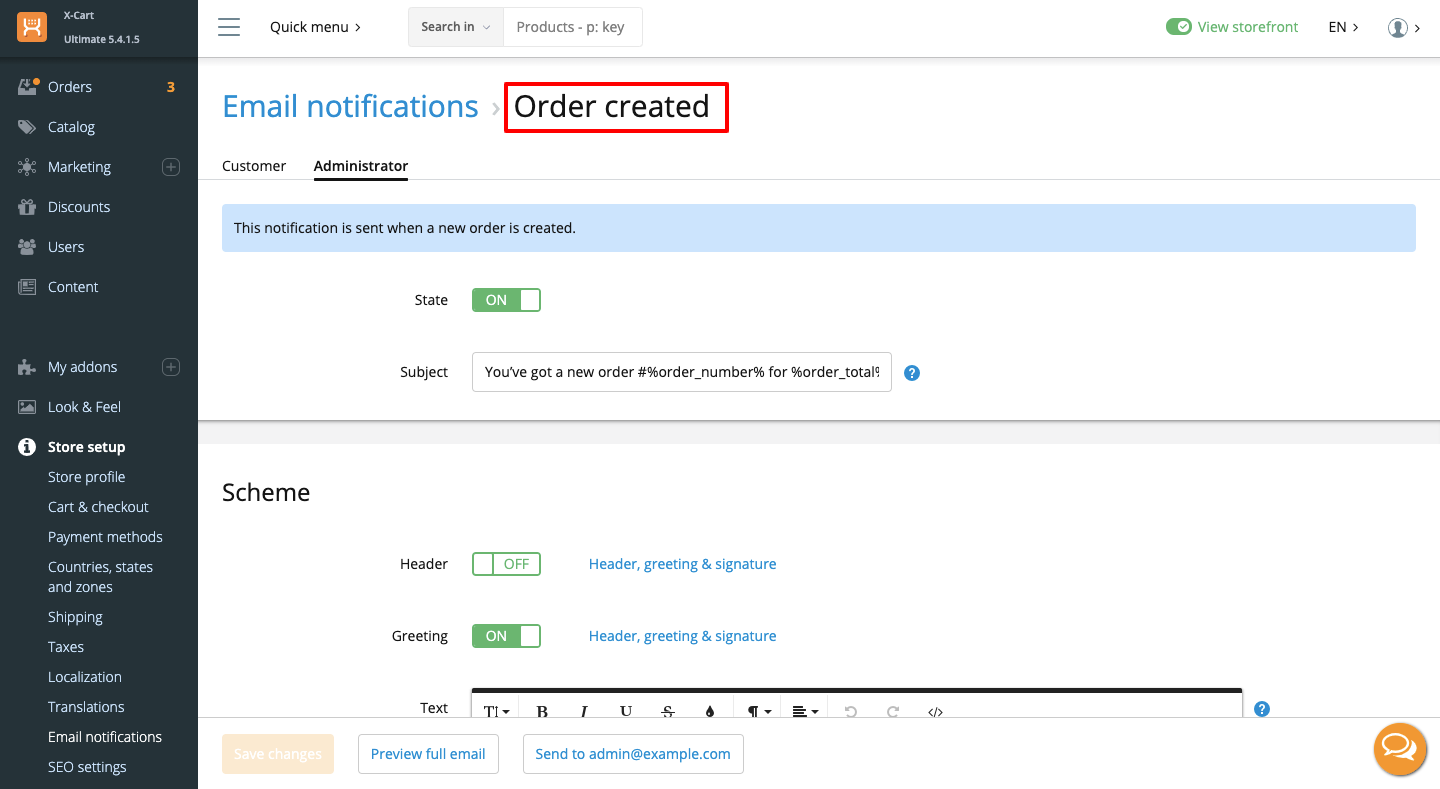 X-Cart
Ultimate 5.4.1.5
Quick menu
Search in
Products - p: key
View storefront
EN
Orders 3
Catalog
Marketing
Discounts
Users
Content
My addons
Look & Feel
Store setup
Store profile
Cart & checkout
Payment methods
Countries, states
and zones
Shipping
Taxes
Localization
Translations
Email notifications
SEO settings
Email notifications › Order created
Customer Administrator
This notification is sent when a new order is created.
State ON
Subject You’ve got a new order #%order_number% for %order_total%
Scheme
Header OFF Header, greeting & signature
Greeting ON Header, greeting & signature
Text
Save changes Preview full email Send to admin@example.com